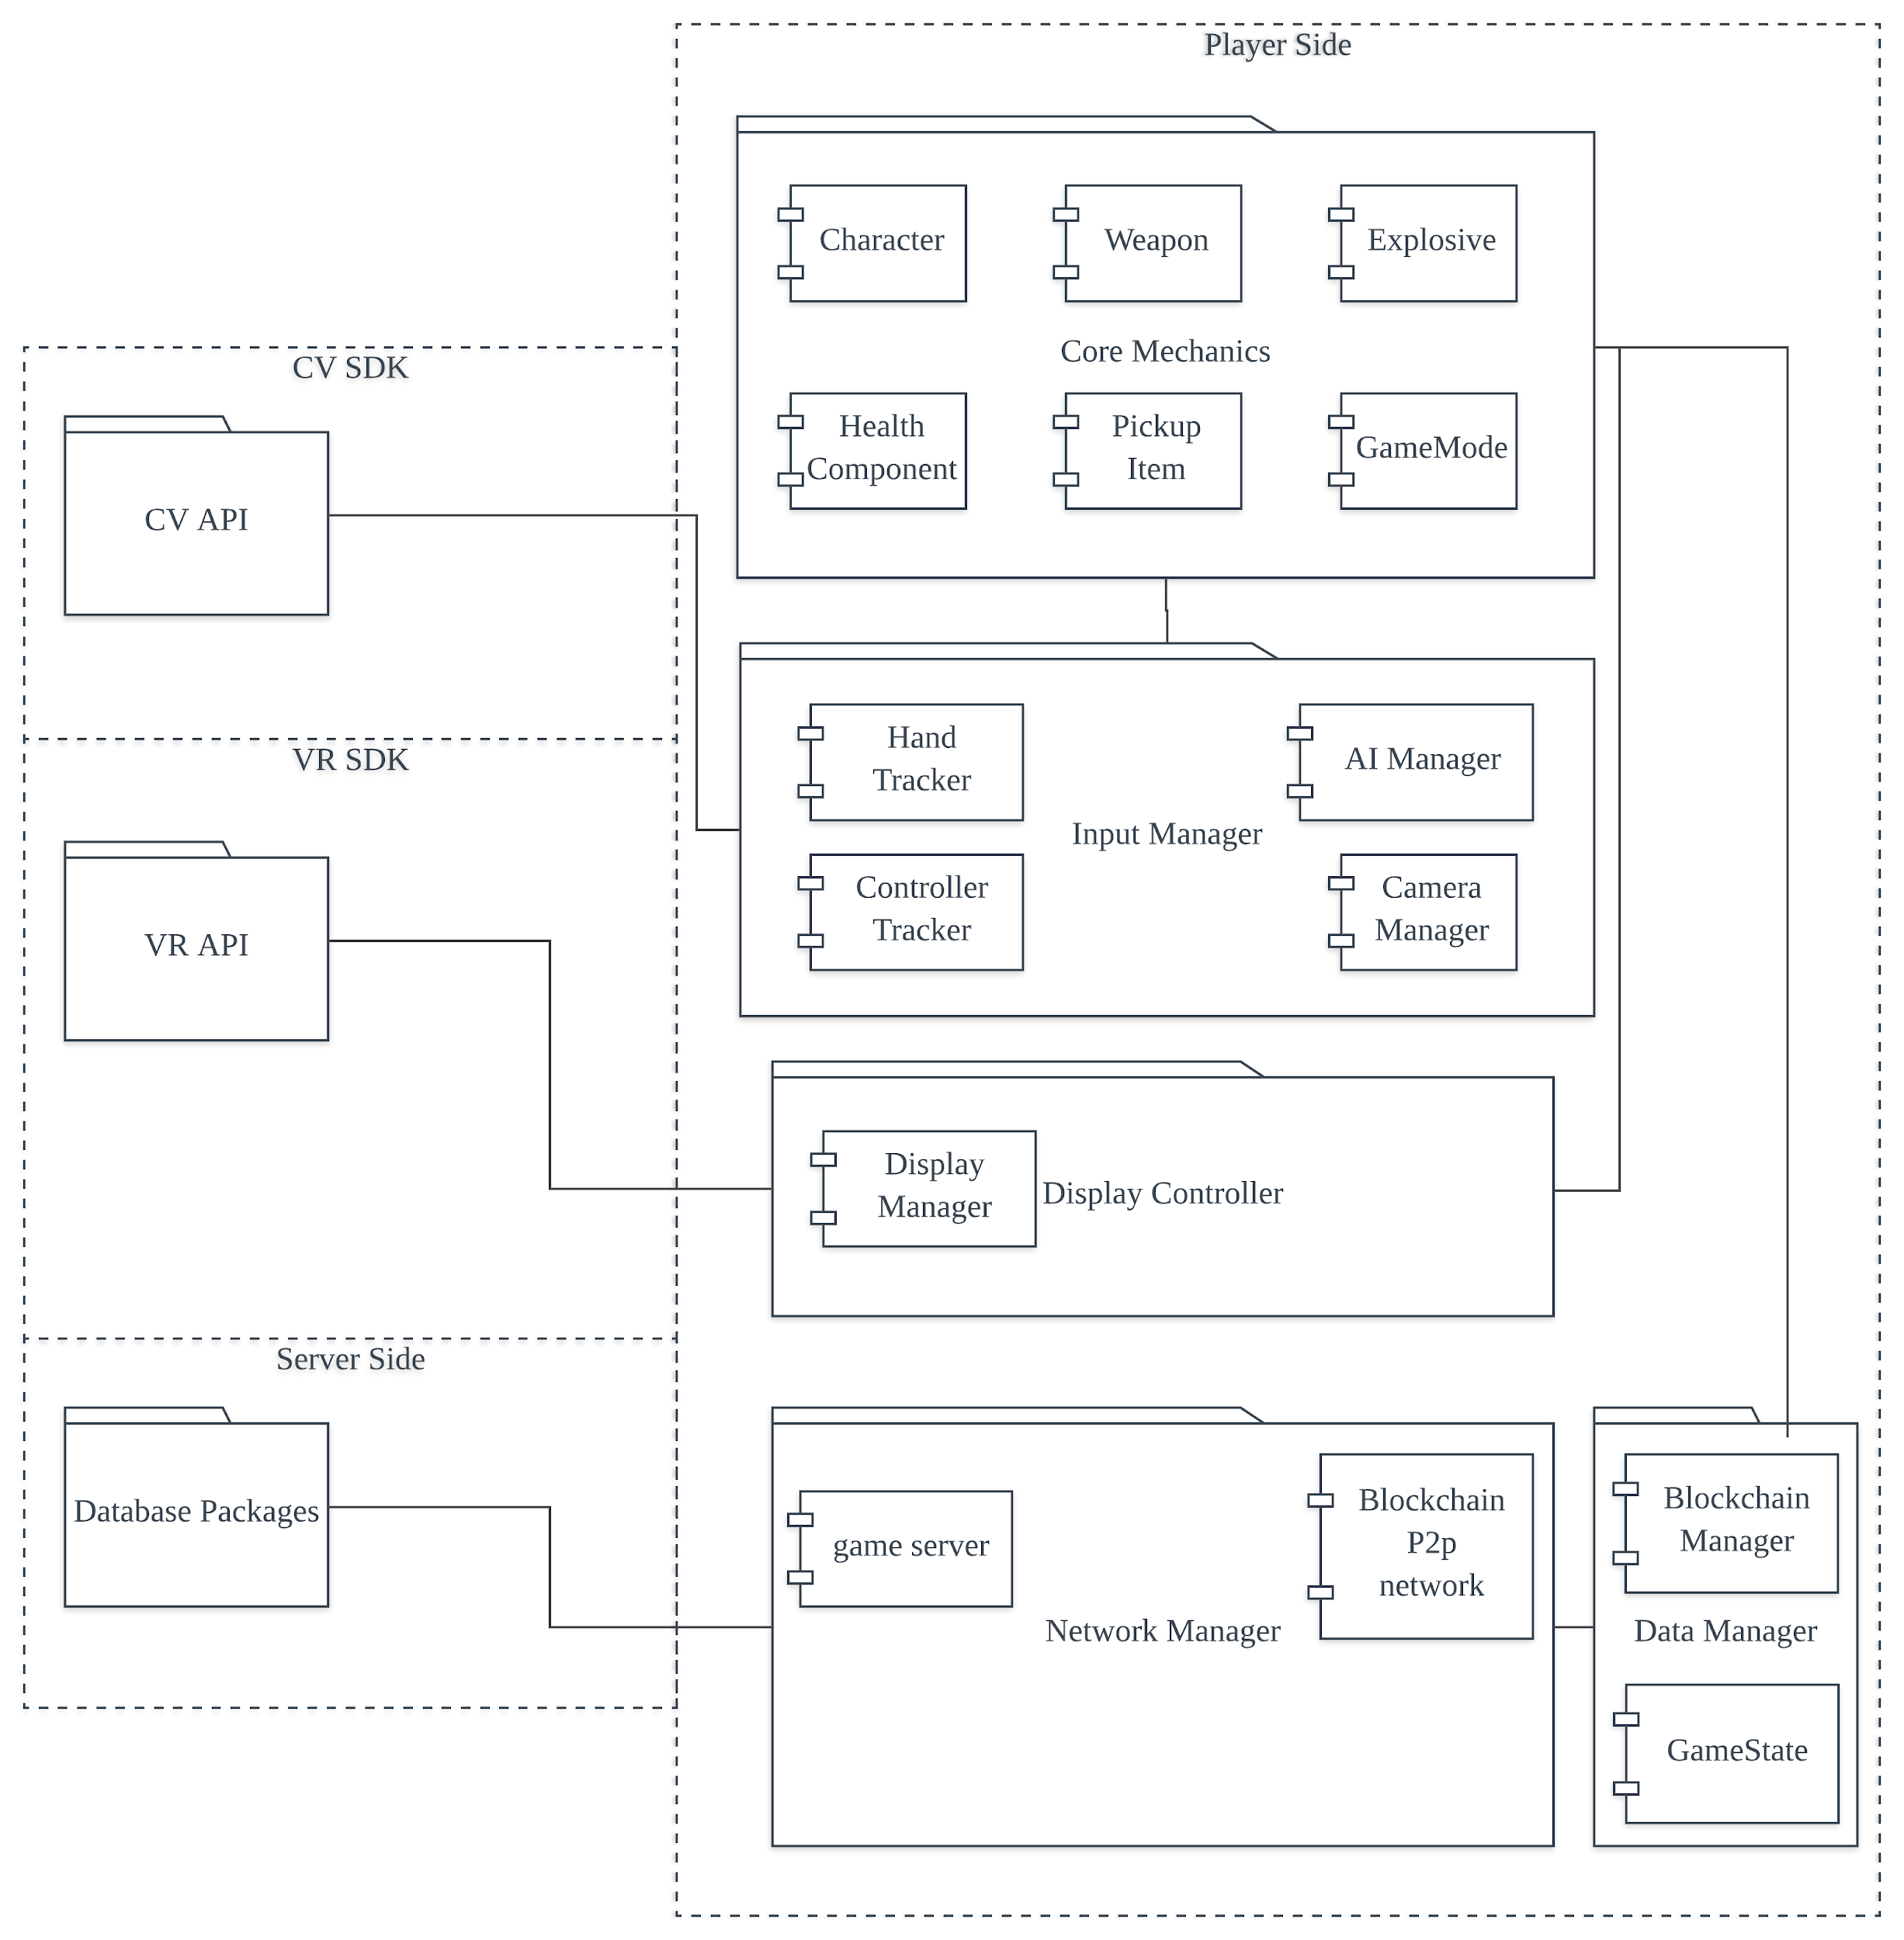 Player Side
Character
Weapon
Explosive
Core Mechanics
Health
Component
Pickup
Item
GameMode
CV SDK
CV API
Hand
Tracker
AI Manager
Input Manager
Controller
Tracker
Camera
Manager
VR SDK
VR API
Display
Manager
Display Controller
Server Side
Database Packages
game server
Blockchain
P2p
network
Network Manager
Blockchain
Manager
Data Manager
GameState